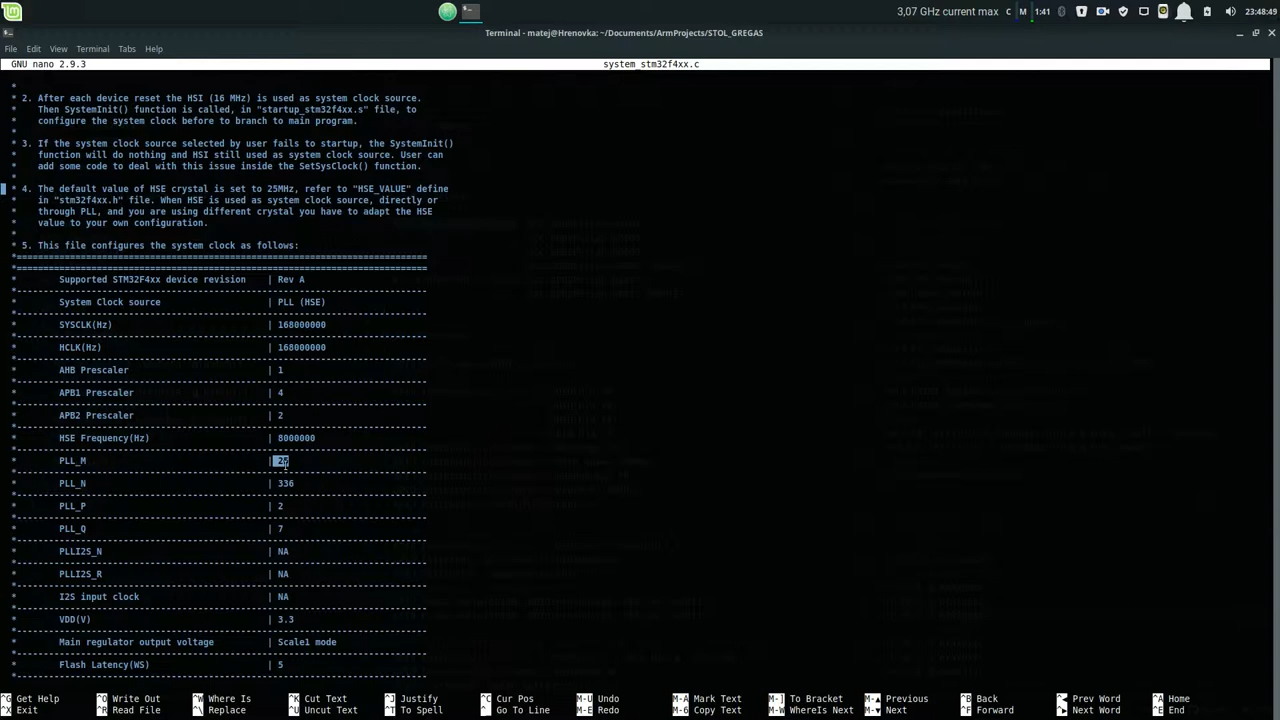 3,07 GHz current max C M 1:41 23:48:49
Terminal - matej@Hrenovka: ~/Documents/ArmProjects/STOL_GREGAS
File Edit View Terminal Tabs Help
GNU nano 2.9.3 system_stm32f4xx.c
*
* 2. After each device reset the HSI (16 MHz) is used as system clock source.
* Then SystemInit() function is called, in "startup_stm32f4xx.s" file, to
* configure the system clock before to branch to main program.
*
* 3. If the system clock source selected by user fails to startup, the SystemInit()
* function will do nothing and HSI still used as system clock source. User can
* add some code to deal with this issue inside the SetSysClock() function.
*
* 4. The default value of HSE crystal is set to 25MHz, refer to "HSE_VALUE" define
* in "stm32f4xx.h" file. When HSE is used as system clock source, directly or
* through PLL, and you are using different crystal you have to adapt the HSE
* value to your own configuration.
*
* 5. This file configures the system clock as follows:
*=============================================================================
*=============================================================================
* Supported STM32F4xx device revision | Rev A
*-----------------------------------------------------------------------------
* System Clock source | PLL (HSE)
*-----------------------------------------------------------------------------
* SYSCLK(Hz) | 168000000
*-----------------------------------------------------------------------------
* HCLK(Hz) | 168000000
*-----------------------------------------------------------------------------
* AHB Prescaler | 1
*-----------------------------------------------------------------------------
* APB1 Prescaler | 4
*-----------------------------------------------------------------------------
* APB2 Prescaler | 2
*-----------------------------------------------------------------------------
* HSE Frequency(Hz) | 8000000
*-----------------------------------------------------------------------------
* PLL_M | 25
*-----------------------------------------------------------------------------
* PLL_N | 336
*-----------------------------------------------------------------------------
* PLL_P | 2
*-----------------------------------------------------------------------------
* PLL_Q | 7
*-----------------------------------------------------------------------------
* PLLI2S_N | NA
*-----------------------------------------------------------------------------
* PLLI2S_R | NA
*-----------------------------------------------------------------------------
* I2S input clock | NA
*-----------------------------------------------------------------------------
* VDD(V) | 3.3
*-----------------------------------------------------------------------------
* Main regulator output voltage | Scale1 mode
*-----------------------------------------------------------------------------
* Flash Latency(WS) | 5
*-----------------------------------------------------------------------------
^G Get Help ^O Write Out ^W Where Is ^K Cut Text ^J Justify ^C Cur Pos M-U Undo M-A Mark Text M-] To Bracket M-▲ Previous ^B Back ^◀ Prev Word ^A Home
^X Exit ^R Read File ^\ Replace ^U Uncut Text ^T To Spell ^_ Go To Line M-E Redo M-6 Copy Text M-W WhereIs Next M-▼ Next ^F Forward ^▶ Next Word ^E End